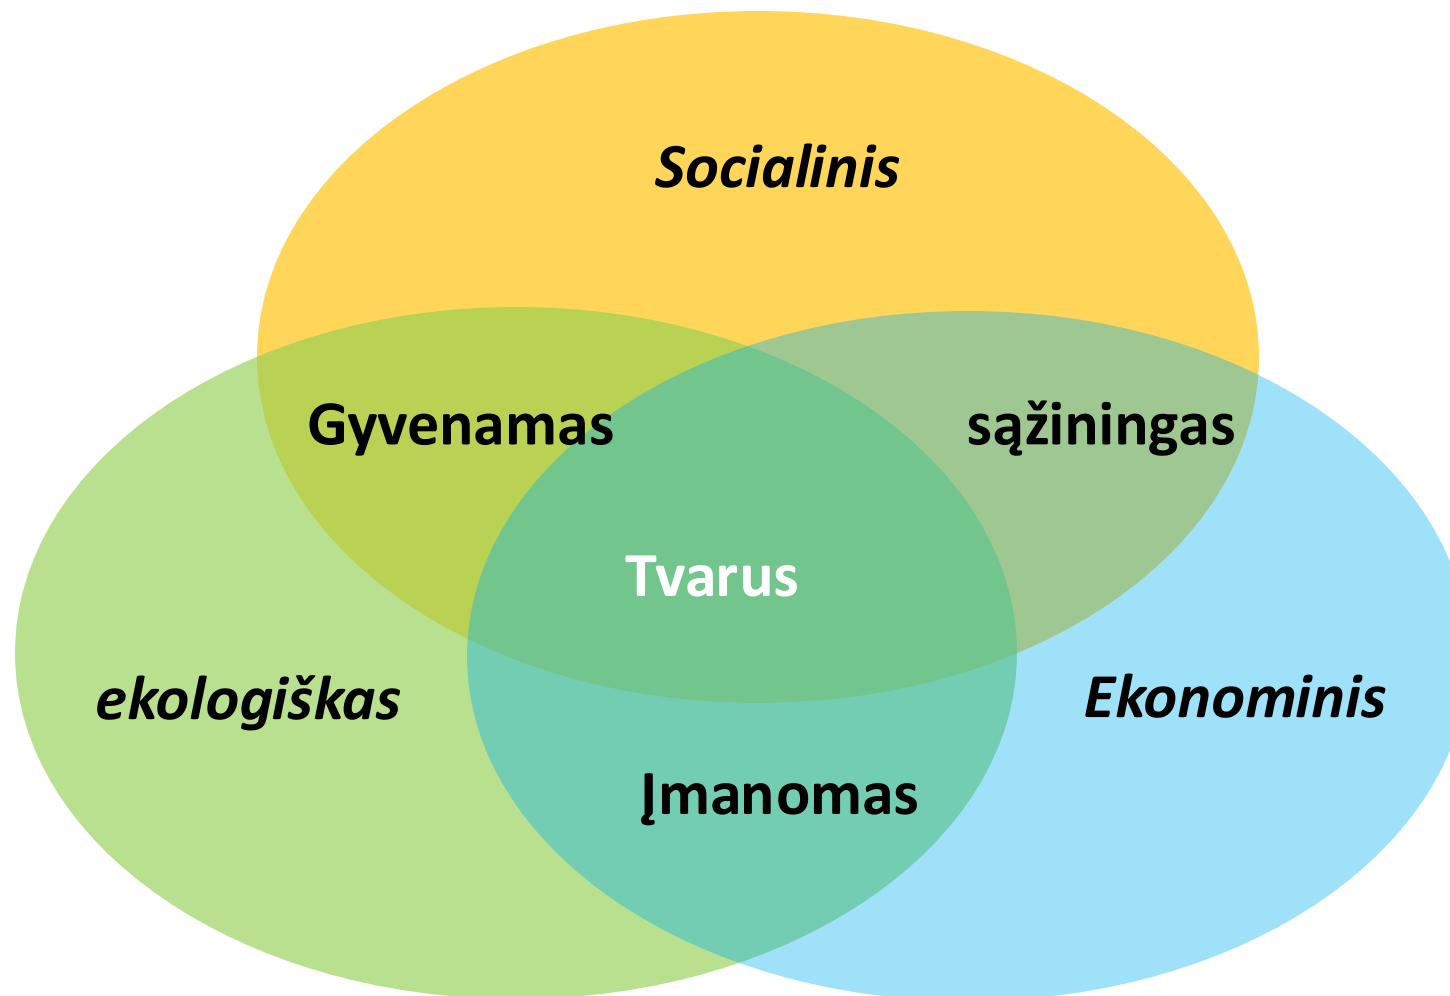 Socialinis
Gyvenamas
sąžiningas
Tvarus
ekologiškas
Ekonominis
Įmanomas